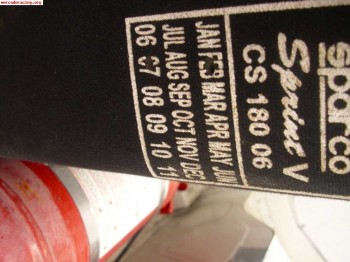 www.mercadoracing.org
sparco
Sprint V
CS 180 06
JAN FEB MAR APR MAY JUN
JUL AUG SEP OCT NOV DEC
06 07 08 09 10 11